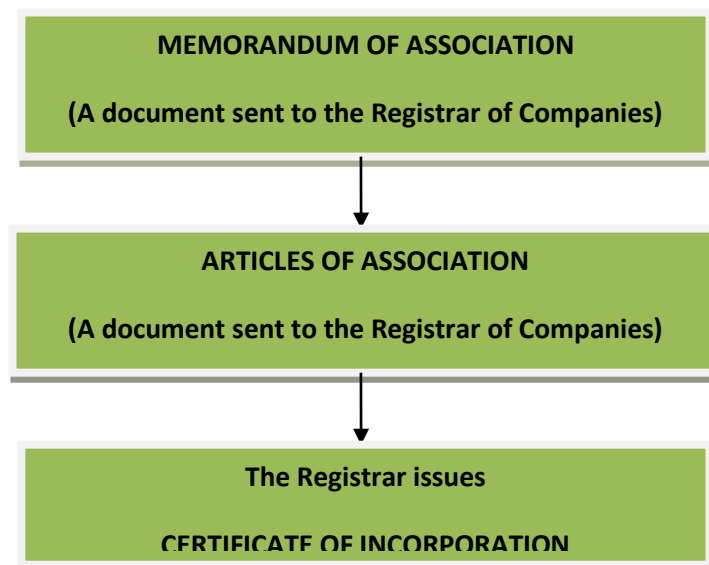 MEMORANDUM OF ASSOCIATION
(A document sent to the Registrar of Companies)
ARTICLES OF ASSOCIATION
(A document sent to the Registrar of Companies)
The Registrar issues
CERTIFICATE OF INCORPORATION